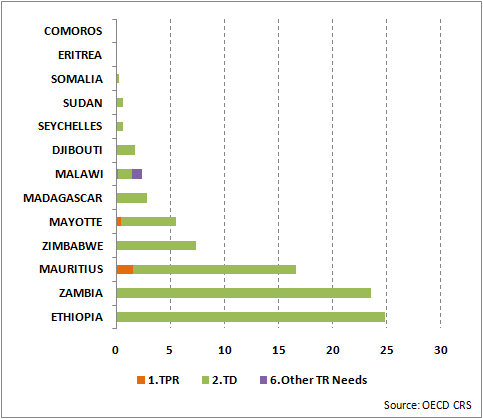 COMOROS
ERITREA
SOMALIA
SUDAN
SEYCHELLES
DJIBOUTI
MALAWI
MADAGASCAR
MAYOTTE
ZIMBABWE
MAURITIUS
ZAMBIA
ETHIOPIA
0 5 10 15 20 25 30
1.TPR 2.TD 6.Other TR Needs
Source: OECD CRS